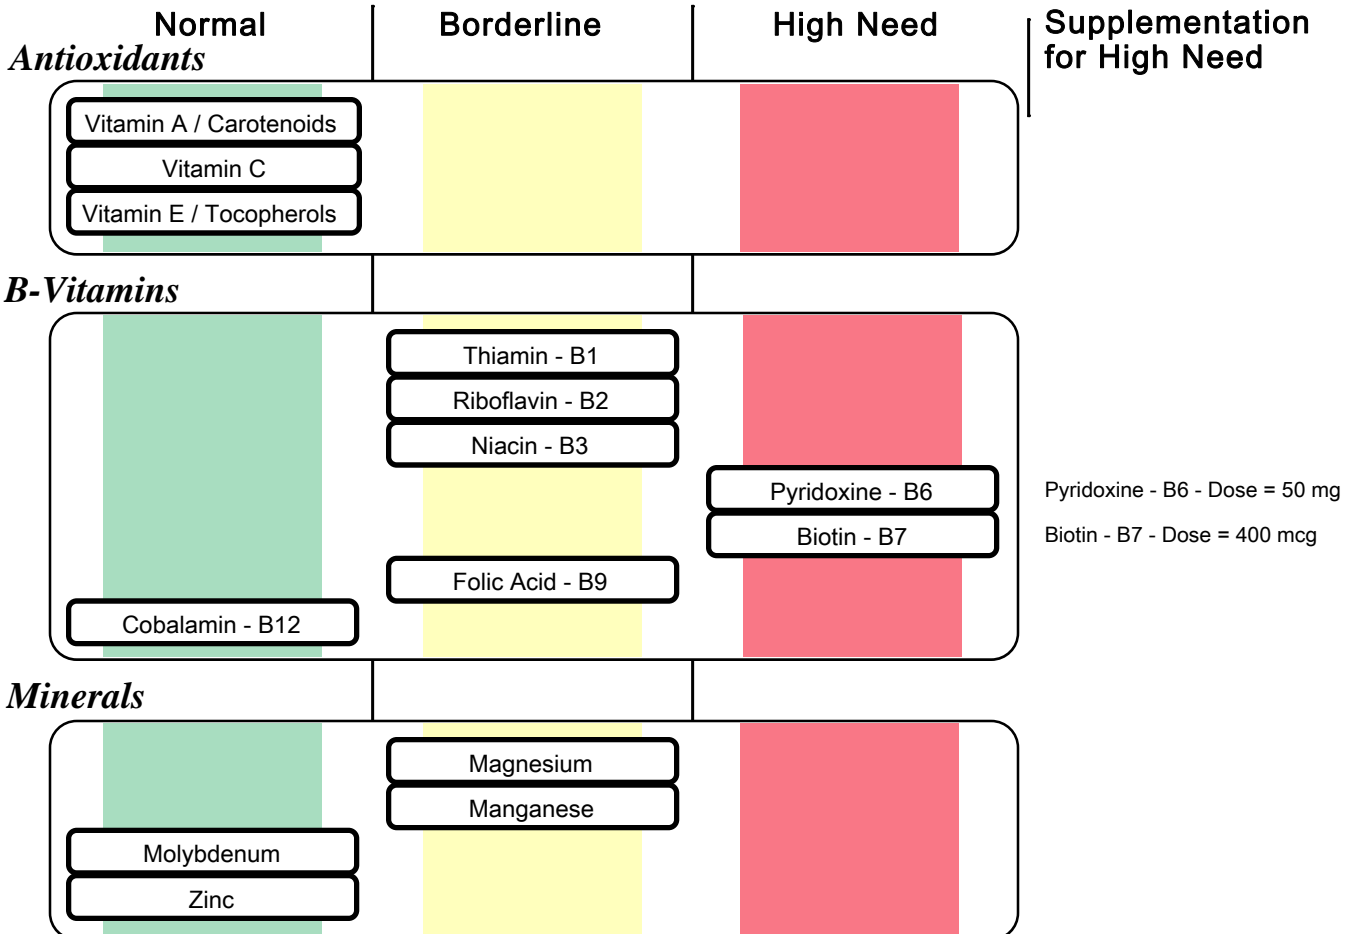 Normal
Borderline
High Need
Supplementation
for High Need
Antioxidants
Vitamin A / Carotenoids
Vitamin C
Vitamin E / Tocopherols
B-Vitamins
Thiamin - B1
Riboflavin - B2
Niacin - B3
Pyridoxine - B6
Pyridoxine - B6 - Dose = 50 mg
Biotin - B7
Biotin - B7 - Dose = 400 mcg
Folic Acid - B9
Cobalamin - B12
Minerals
Magnesium
Manganese
Molybdenum
Zinc